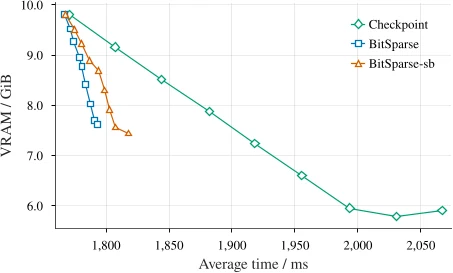 10.0
9.0
8.0
7.0
6.0
VRAM / GiB
Checkpoint
BitSparse
BitSparse-sb
1,800
1,850
1,900
1,950
2,000
2,050
Average time / ms